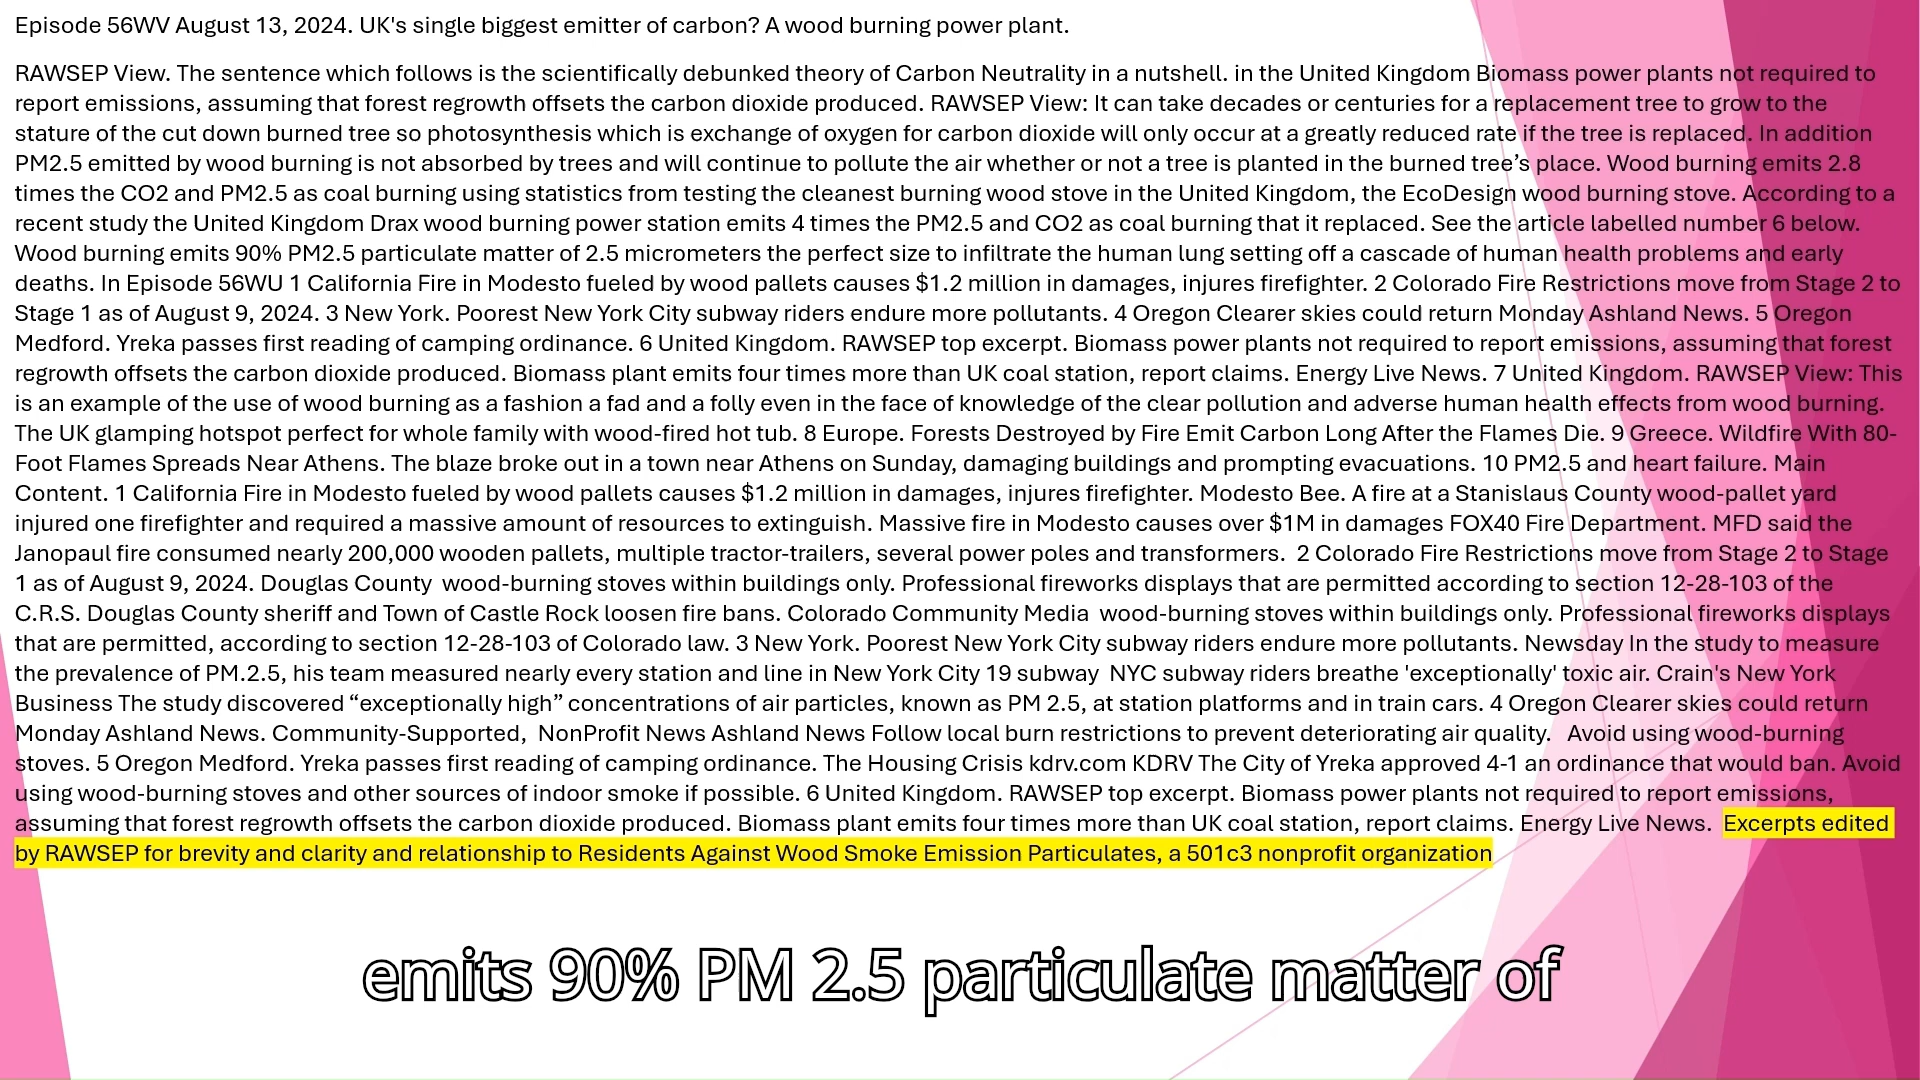 Episode 56WV August 13, 2024. UK's single biggest emitter of carbon? A wood burning power plant.
RAWSEP View. The sentence which follows is the scientifically debunked theory of Carbon Neutrality in a nutshell. in the United Kingdom Biomass power plants not required to
report emissions, assuming that forest regrowth offsets the carbon dioxide produced. RAWSEP View: It can take decades or centuries for a replacement tree to grow to the
stature of the cut down burned tree so photosynthesis which is exchange of oxygen for carbon dioxide will only occur at a greatly reduced rate if the tree is replaced. In addition
PM2.5 emitted by wood burning is not absorbed by trees and will continue to pollute the air whether or not a tree is planted in the burned tree’s place. Wood burning emits 2.8
times the CO2 and PM2.5 as coal burning using statistics from testing the cleanest burning wood stove in the United Kingdom, the EcoDesign wood burning stove. According to a
recent study the United Kingdom Drax wood burning power station emits 4 times the PM2.5 and CO2 as coal burning that it replaced. See the article labelled number 6 below.
Wood burning emits 90% PM2.5 particulate matter of 2.5 micrometers the perfect size to infiltrate the human lung setting off a cascade of human health problems and early
deaths. In Episode 56WU 1 California Fire in Modesto fueled by wood pallets causes $1.2 million in damages, injures firefighter. 2 Colorado Fire Restrictions move from Stage 2 to
Stage 1 as of August 9, 2024. 3 New York. Poorest New York City subway riders endure more pollutants. 4 Oregon Clearer skies could return Monday Ashland News. 5 Oregon
Medford. Yreka passes first reading of camping ordinance. 6 United Kingdom. RAWSEP top excerpt. Biomass power plants not required to report emissions, assuming that forest
regrowth offsets the carbon dioxide produced. Biomass plant emits four times more than UK coal station, report claims. Energy Live News. 7 United Kingdom. RAWSEP View: This
is an example of the use of wood burning as a fashion a fad and a folly even in the face of knowledge of the clear pollution and adverse human health effects from wood burning.
The UK glamping hotspot perfect for whole family with wood-fired hot tub. 8 Europe. Forests Destroyed by Fire Emit Carbon Long After the Flames Die. 9 Greece. Wildfire With 80-
Foot Flames Spreads Near Athens. The blaze broke out in a town near Athens on Sunday, damaging buildings and prompting evacuations. 10 PM2.5 and heart failure. Main
Content. 1 California Fire in Modesto fueled by wood pallets causes $1.2 million in damages, injures firefighter. Modesto Bee. A fire at a Stanislaus County wood-pallet yard
injured one firefighter and required a massive amount of resources to extinguish. Massive fire in Modesto causes over $1M in damages FOX40 Fire Department. MFD said the
Janopaul fire consumed nearly 200,000 wooden pallets, multiple tractor-trailers, several power poles and transformers.  2 Colorado Fire Restrictions move from Stage 2 to Stage
1 as of August 9, 2024. Douglas County  wood-burning stoves within buildings only. Professional fireworks displays that are permitted according to section 12-28-103 of the
C.R.S. Douglas County sheriff and Town of Castle Rock loosen fire bans. Colorado Community Media  wood-burning stoves within buildings only. Professional fireworks displays
that are permitted, according to section 12-28-103 of Colorado law. 3 New York. Poorest New York City subway riders endure more pollutants. Newsday In the study to measure
the prevalence of PM.2.5, his team measured nearly every station and line in New York City 19 subway  NYC subway riders breathe 'exceptionally' toxic air. Crain's New York
Business The study discovered “exceptionally high” concentrations of air particles, known as PM 2.5, at station platforms and in train cars. 4 Oregon Clearer skies could return
Monday Ashland News. Community-Supported,  NonProfit News Ashland News Follow local burn restrictions to prevent deteriorating air quality.   Avoid using wood-burning
stoves. 5 Oregon Medford. Yreka passes first reading of camping ordinance. The Housing Crisis kdrv.com KDRV The City of Yreka approved 4-1 an ordinance that would ban. Avoid
using wood-burning stoves and other sources of indoor smoke if possible. 6 United Kingdom. RAWSEP top excerpt. Biomass power plants not required to report emissions,
assuming that forest regrowth offsets the carbon dioxide produced. Biomass plant emits four times more than UK coal station, report claims. Energy Live News.  Excerpts edited
by RAWSEP for brevity and clarity and relationship to Residents Against Wood Smoke Emission Particulates, a 501c3 nonprofit organization
emits 90% PM 2.5 particulate matter of